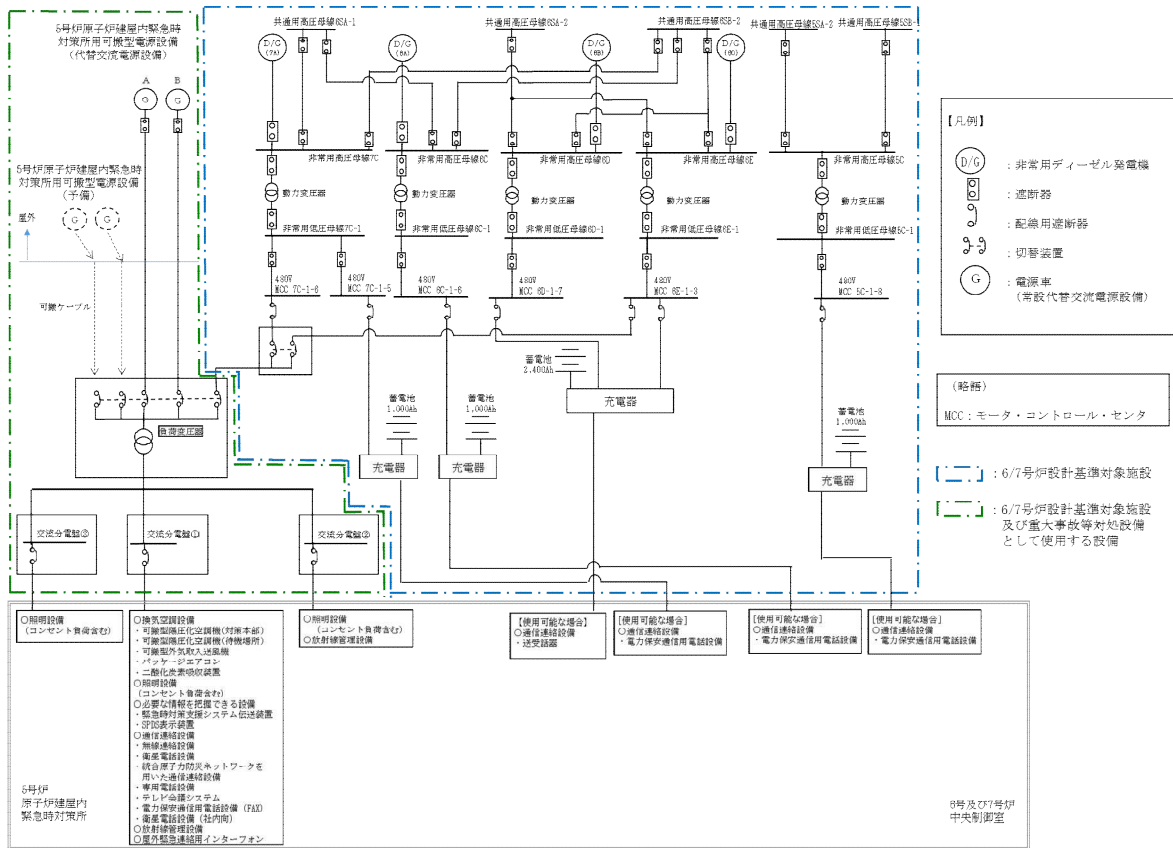 5号炉原子炉建屋内緊急時
対策所用可搬型電源設備
(代替交流電源設備)
A
B
G
G
5号炉原子炉建屋内緊急時
対策所用可搬型電源設備
(予備)
G
G
屋外
可搬ケーブル
負荷変圧器
交流分電盤②
交流分電盤①
交流分電盤②
共通用高圧母線6SA-1
共通用高圧母線6SA-2
共通用高圧母線6SB-2
共通用高圧母線5SA-2
共通用高圧母線5SB-1
D/G
(7A)
D/G
(6A)
D/G
(6B)
D/G
非常用高圧母線7C
非常用高圧母線6C
非常用高圧母線6D
非常用高圧母線6E
非常用高圧母線5C
動力変圧器
動力変圧器
動力変圧器
動力変圧器
動力変圧器
非常用低圧母線7C-1
非常用低圧母線6C-1
非常用低圧母線6D-1
非常用低圧母線6E-1
非常用低圧母線5C-1
480V
MCC 7C-1-6
480V
MCC 7C-1-5
480V
MCC 6C-1-6
480V
MCC 6D-1-7
480V
MCC 6E-1-3
480V
MCC 5C-1-8
蓄電池
2,400Ah
充電器
蓄電池
1,000Ah
充電器
蓄電池
1,000Ah
充電器
蓄電池
1,000Ah
充電器
【凡例】
D/G
:非常用ディーゼル発電機
:遮断器
:配線用遮断器
:切替装置
G
:電源車
(常設代替交流電源設備)
(略語)
MCC:モータ・コントロール・センタ
:6/7号炉設計基準対象施設
:6/7号炉設計基準対象施設
及び重大事故等対処設備
として使用する設備
○照明設備
(コンセント負荷含む)
○換気空調設備
・可搬型陽圧化空調機(対策本部)
・可搬型陽圧化空調機(待機場所)
・可搬型外気取入送風機
・パッケージエアコン
・二酸化炭素吸収装置
○照明設備
(コンセント負荷含む)
○必要な情報を把握できる設備
・緊急時対策支援システム伝送装置
・SPDS表示装置
○通信連絡設備
・無線連絡設備
・衛星電話設備
・統合原子力防災ネットワークを
用いた通信連絡設備
・専用電話設備
・テレビ会議システム
・電力保安通信用電話設備(FAX)
・衛星電話設備(社内向)
○放射線管理設備
○屋外緊急連絡用インターフォン
○照明設備
(コンセント負荷含む)
○放射線管理設備
【使用可能な場合】
○通信連絡設備
・送受話器
[使用可能な場合]
○通信連絡設備
・電力保安通信用電話設備
[使用可能な場合]
○通信連絡設備
・電力保安通信用電話設備
[使用可能な場合]
○通信連絡設備
・電力保安通信用電話設備
5号炉
原子炉建屋内
緊急時対策所
6号及び7号炉
中央制御室